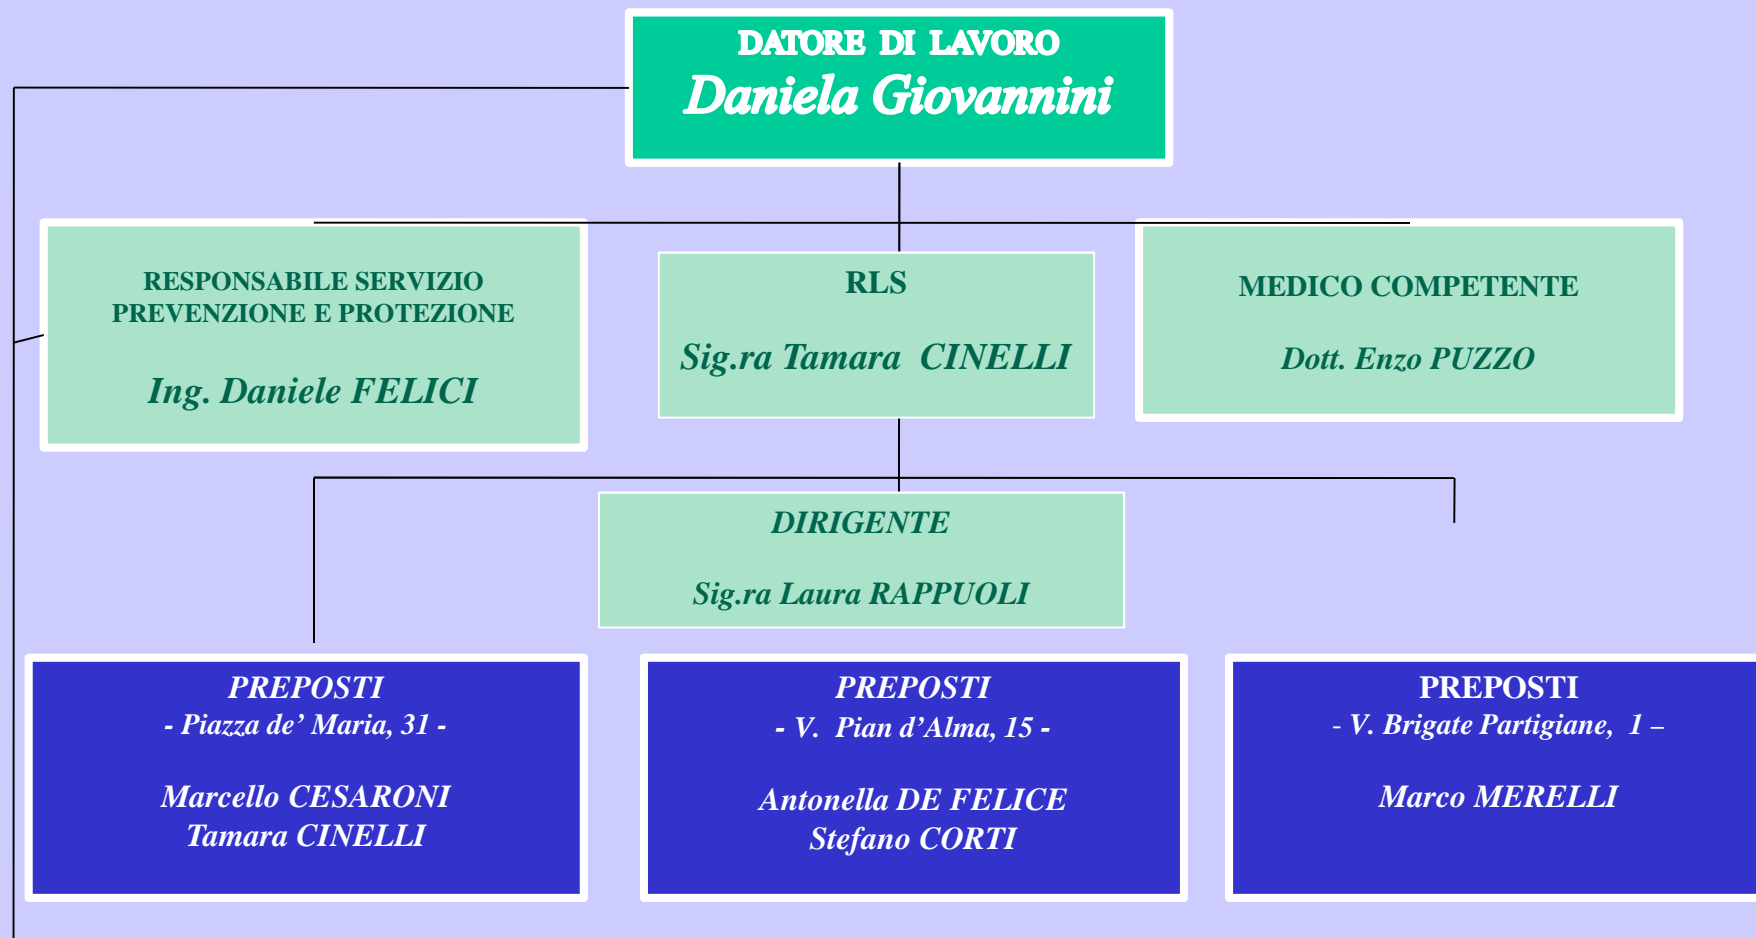 DATORE DI LAVORO
Daniela Giovannini
RESPONSABILE SERVIZIO
PREVENZIONE E PROTEZIONE
Ing. Daniele FELICI
RLS
Sig.ra Tamara CINELLI
MEDICO COMPETENTE
Dott. Enzo PUZZO
DIRIGENTE
Sig.ra Laura RAPPUOLI
PREPOSTI
- Piazza de’ Maria, 31 -
Marcello CESARONI
Tamara CINELLI
PREPOSTI
- V. Pian d’Alma, 15 -
Antonella DE FELICE
Stefano CORTI
PREPOSTI
- V. Brigate Partigiane, 1 –
Marco MERELLI